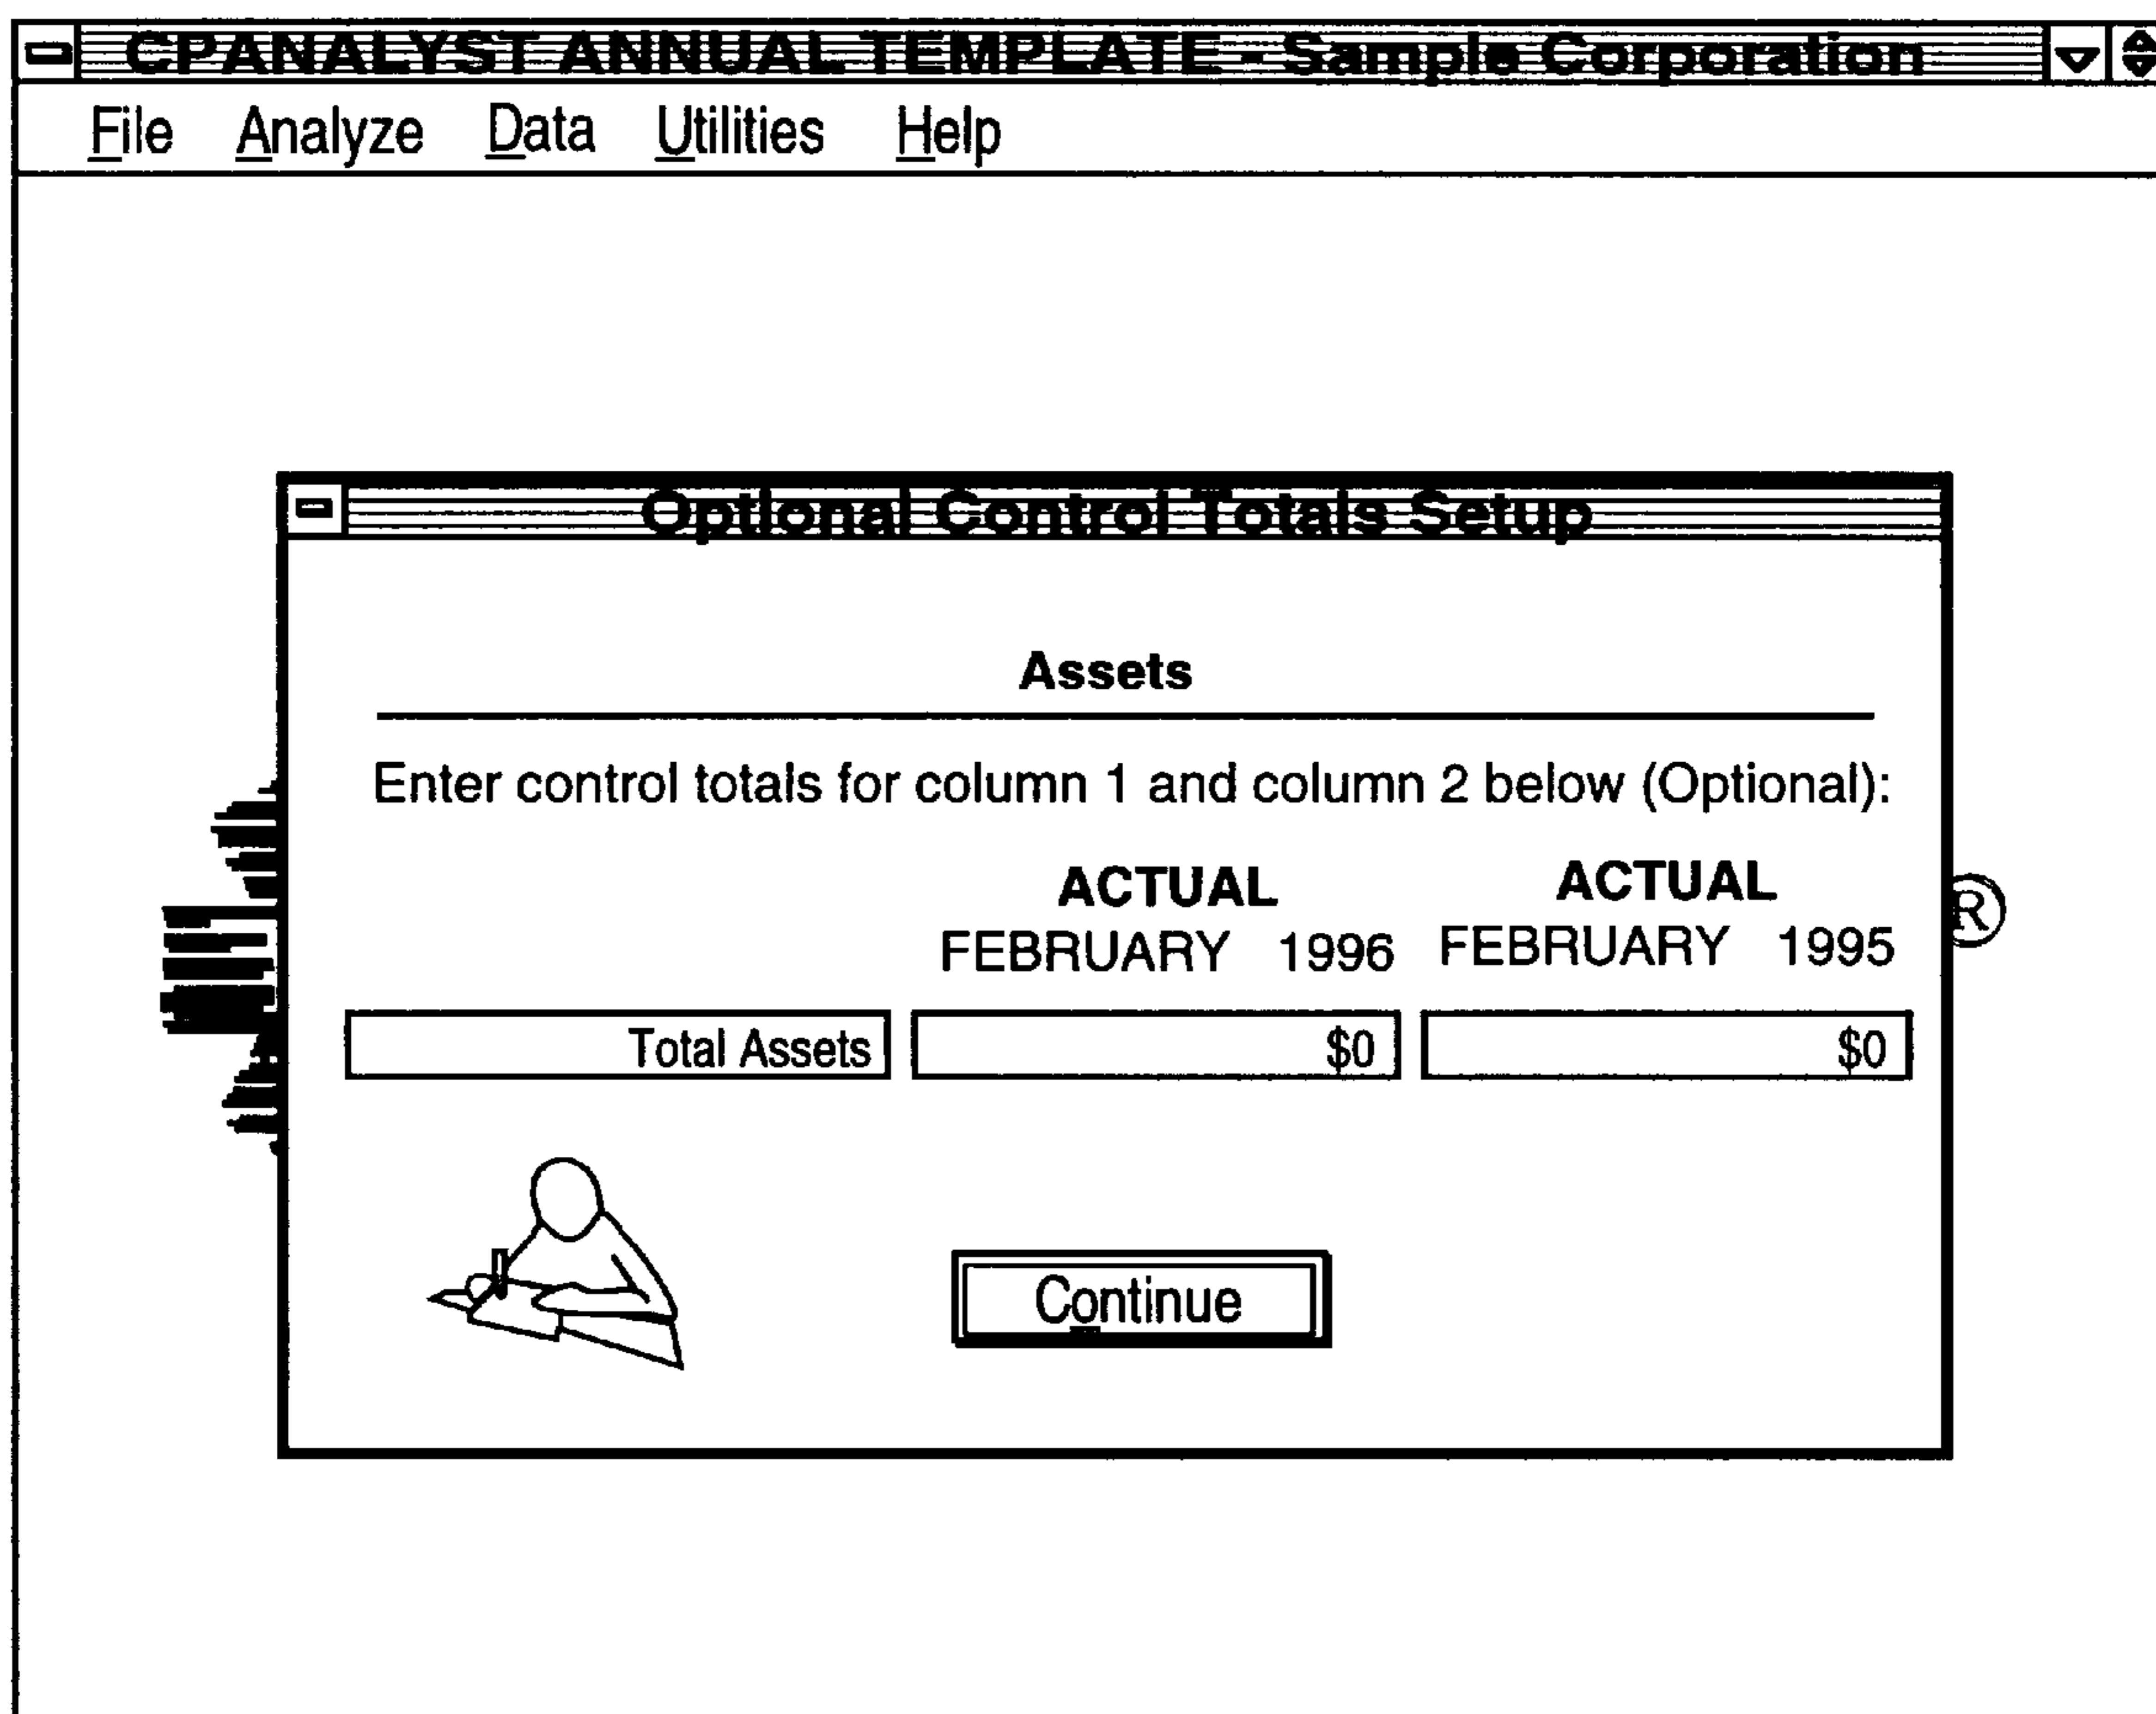 CPANALYST ANNUAL TEMPLATE - Sample Corporation
File Analyze Data Utilities Help
Optional Control Totals Setup
Assets
Enter control totals for column 1 and column 2 below (Optional):
ACTUAL ACTUAL
FEBRUARY 1996 FEBRUARY 1995
®
Total Assets $0 $0
Continue